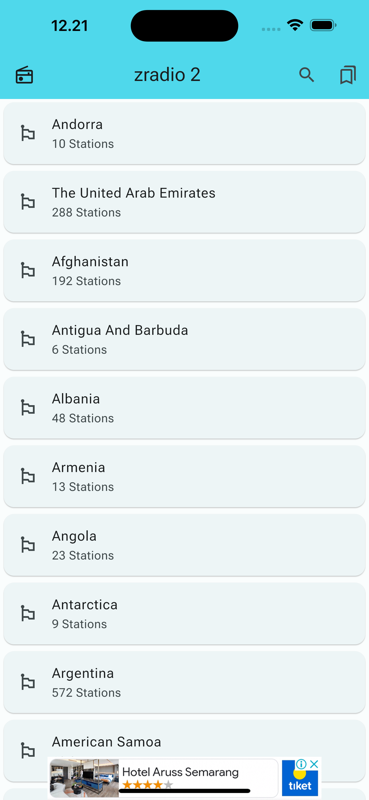 12.21
zradio 2
Andorra
10 Stations
The United Arab Emirates
288 Stations
Afghanistan
192 Stations
Antigua And Barbuda
6 Stations
Albania
48 Stations
Armenia
13 Stations
Angola
23 Stations
Antarctica
9 Stations
Argentina
572 Stations
American Samoa
Hotel Aruss Semarang
tiket